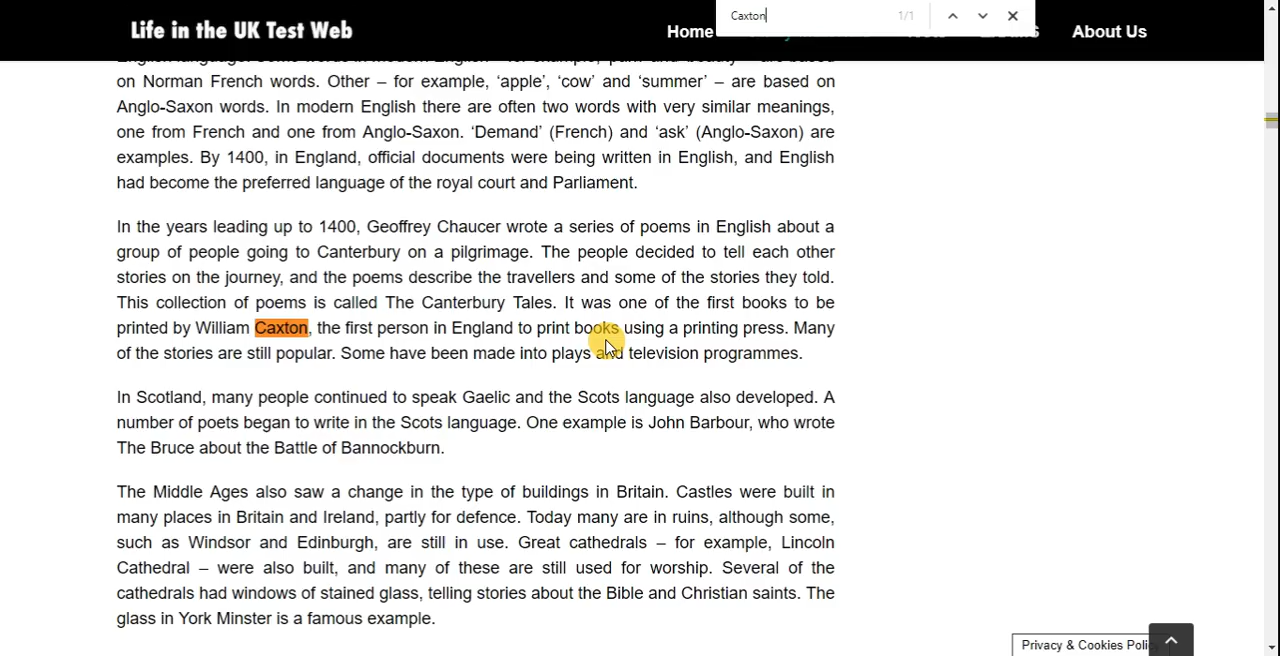 Life in the UK Test Web
Home
About Us
Caxton
1/1
on Norman French words. Other – for example, ‘apple’, ‘cow’ and ‘summer’ – are based on
Anglo-Saxon words. In modern English there are often two words with very similar meanings,
one from French and one from Anglo-Saxon. ‘Demand’ (French) and ‘ask’ (Anglo-Saxon) are
examples. By 1400, in England, official documents were being written in English, and English
had become the preferred language of the royal court and Parliament.
In the years leading up to 1400, Geoffrey Chaucer wrote a series of poems in English about a
group of people going to Canterbury on a pilgrimage. The people decided to tell each other
stories on the journey, and the poems describe the travellers and some of the stories they told.
This collection of poems is called The Canterbury Tales. It was one of the first books to be
printed by William Caxton, the first person in England to print books using a printing press. Many
of the stories are still popular. Some have been made into plays and television programmes.
In Scotland, many people continued to speak Gaelic and the Scots language also developed. A
number of poets began to write in the Scots language. One example is John Barbour, who wrote
The Bruce about the Battle of Bannockburn.
The Middle Ages also saw a change in the type of buildings in Britain. Castles were built in
many places in Britain and Ireland, partly for defence. Today many are in ruins, although some,
such as Windsor and Edinburgh, are still in use. Great cathedrals – for example, Lincoln
Cathedral – were also built, and many of these are still used for worship. Several of the
cathedrals had windows of stained glass, telling stories about the Bible and Christian saints. The
glass in York Minster is a famous example.
Privacy & Cookies Polic